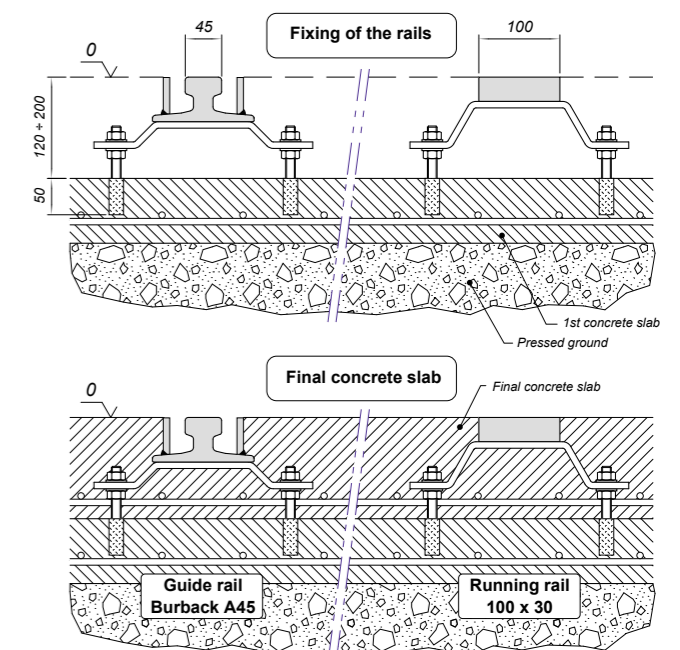 45
Fixing of the rails
100
0
120 ÷ 200
50
1st concrete slab
Pressed ground
Final concrete slab
0
Final concrete slab
Guide rail
Burback A45
Running rail
100 x 30